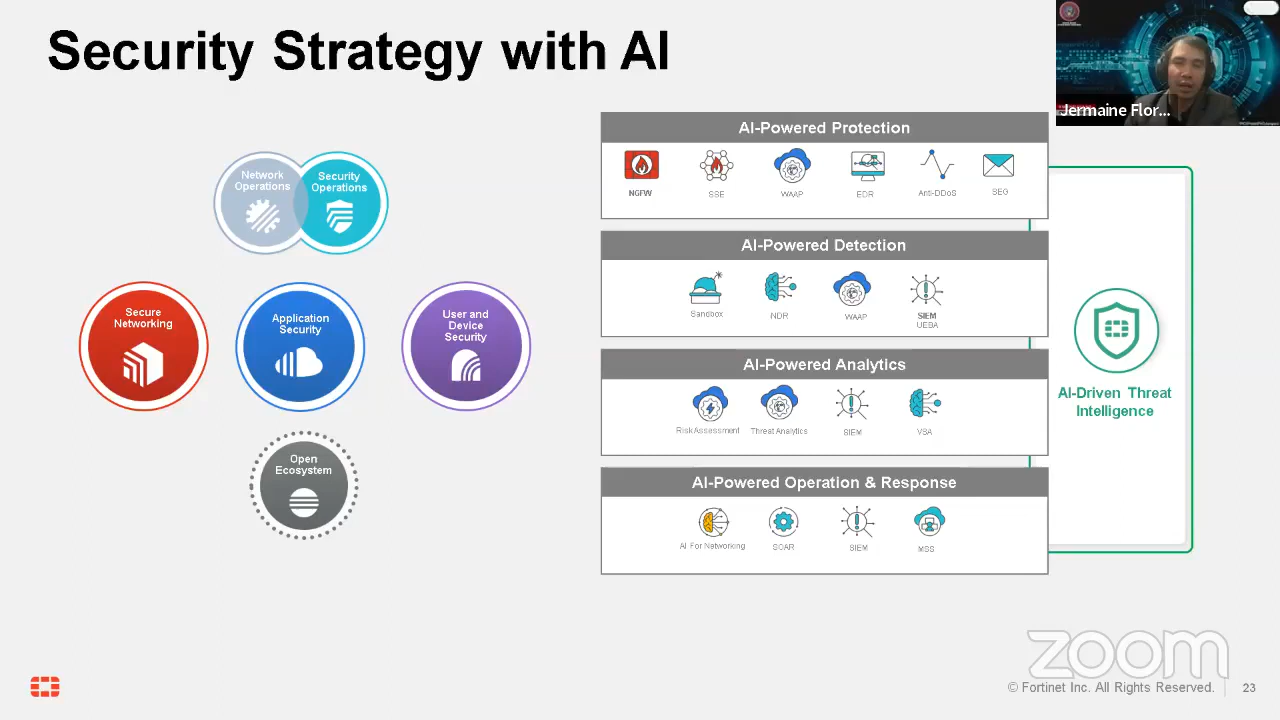 Security Strategy with AI
Jermaine Flor...
Network
Operations
Security
Operations
Secure
Networking
Application
Security
User and
Device
Security
Open
Ecosystem
AI-Powered Protection
NGFW
SSE
WAAP
EDR
Anti-DDoS
SEG
AI-Powered Detection
Sandbox
NDR
WAAP
SIEM
UEBA
AI-Powered Analytics
Risk Assessment
Threat Analytics
SIEM
VSA
AI-Powered Operation & Response
AI For Networking
SOAR
SIEM
MSS
AI-Driven Threat
Intelligence
zoom
© Fortinet Inc. All Rights Reserved.
23